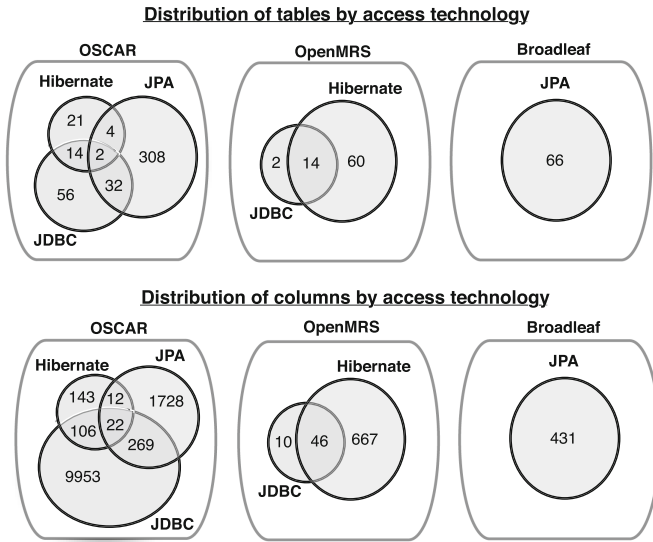 Distribution of tables by access technology
OSCAR
OpenMRS
Broadleaf
Hibernate
JPA
21
4
14
2
308
56
32
JDBC
Hibernate
2
14
60
JDBC
JPA
66
Distribution of columns by access technology
OSCAR
OpenMRS
Broadleaf
Hibernate
JPA
143
12
1728
106
22
269
9953
JDBC
Hibernate
10
46
667
JDBC
JPA
431